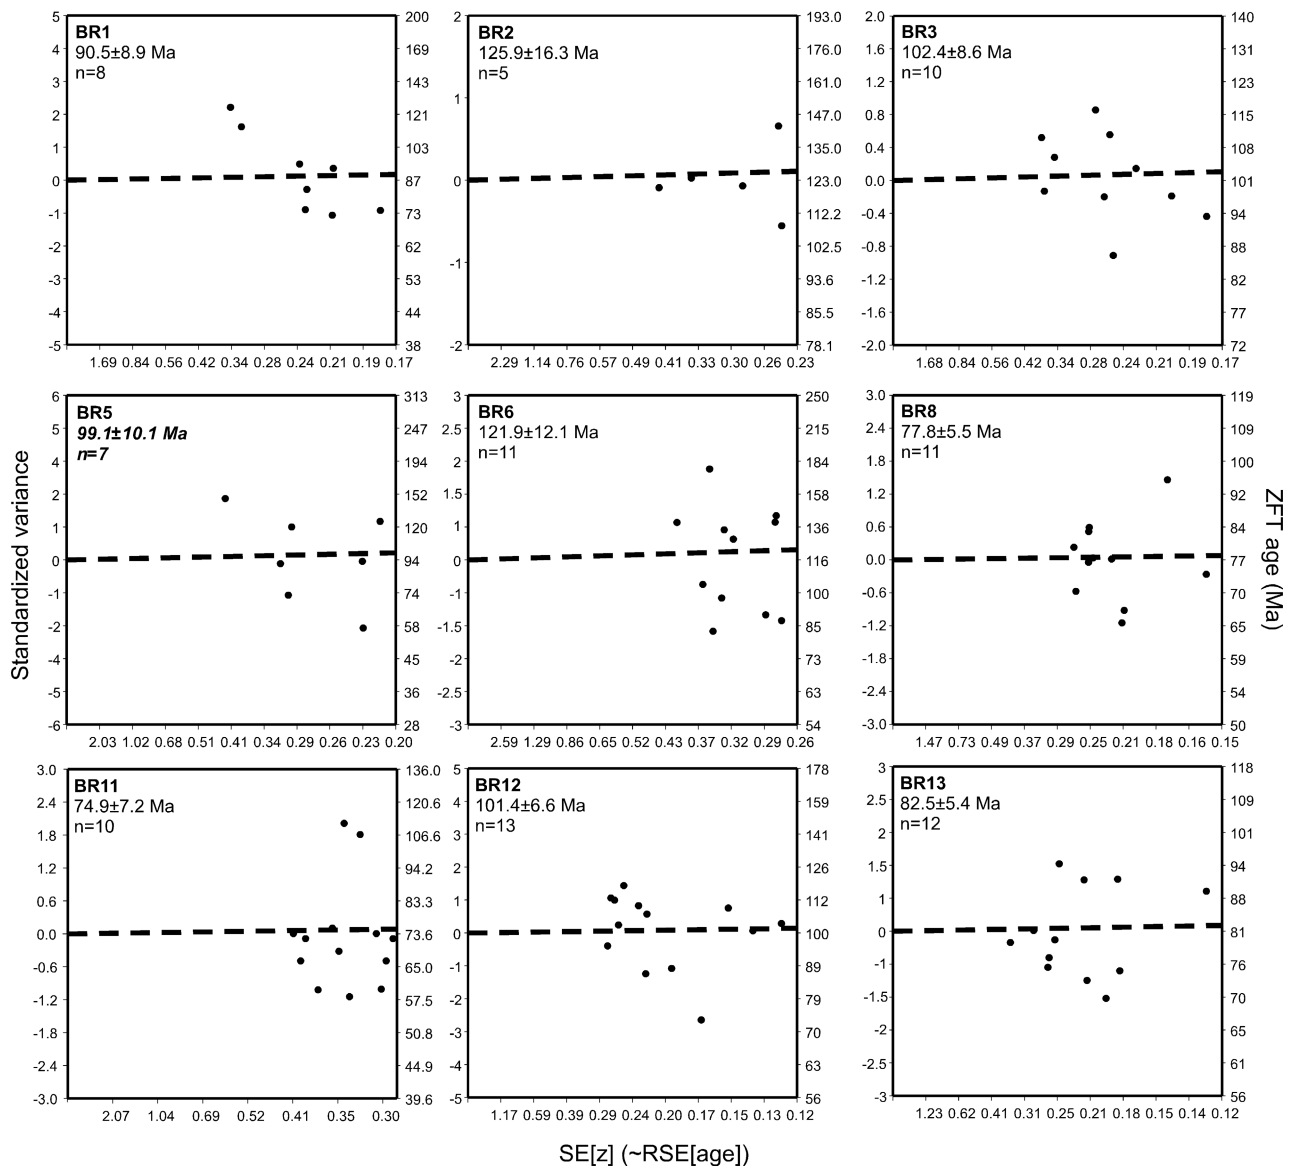 BR1
90.5±8.9 Ma
n=8
5 4 3 2 1 0 -1 -2 -3 -4 -5
200 169 143 121 103 87 73 62 53 44 38
1.69 0.84 0.56 0.42 0.34 0.28 0.24 0.21 0.19 0.17
BR2
125.9±16.3 Ma
n=5
2 1 0 -1 -2
193.0 176.0 161.0 147.0 135.0 123.0 112.2 102.5 93.6 85.5 78.1
2.29 1.14 0.76 0.57 0.49 0.41 0.33 0.30 0.26 0.23
BR3
102.4±8.6 Ma
n=10
2.0 1.6 1.2 0.8 0.4 0.0 -0.4 -0.8 -1.2 -1.6 -2.0
140 131 123 115 108 101 94 88 82 77 72
1.68 0.84 0.56 0.41 0.34 0.28 0.24 0.21 0.19 0.17
Standardized variance
BR5
99.1±10.1 Ma
n=7
6 5 4 2 1 0 -1 -2 -4 -5 -6
313 247 194 152 120 94 74 58 45 36 28
2.03 1.02 0.68 0.51 0.41 0.34 0.29 0.26 0.23 0.20
BR6
121.9±12.1 Ma
n=11
3 2.5 2 1.5 1 0 -1 -1.5 -2 -2.5 -3
250 215 184 158 136 116 100 85 73 63 54
2.59 1.29 0.86 0.65 0.52 0.43 0.37 0.32 0.29 0.26
BR8
77.8±5.5 Ma
n=11
3.0 2.4 1.8 1.2 0.6 0.0 -0.6 -1.2 -1.8 -2.4 -3.0
119 109 100 92 84 77 70 65 59 54 50
1.47 0.73 0.49 0.37 0.29 0.25 0.21 0.18 0.16 0.15
ZFT age (Ma)
BR11
74.9±7.2 Ma
n=10
3.0 2.4 1.8 1.2 0.6 0.0 -0.6 -1.2 -1.8 -2.4 -3.0
136.0 120.6 106.6 94.2 83.3 73.6 65.0 57.5 50.8 44.9 39.6
2.07 1.04 0.69 0.52 0.41 0.35 0.30
BR12
101.4±6.6 Ma
n=13
5 4 3 2 1 0 -1 -2 -3 -4 -5
178 159 141 126 112 100 89 79 70 63 56
1.17 0.59 0.39 0.29 0.24 0.20 0.17 0.15 0.13 0.12
BR13
82.5±5.4 Ma
n=12
3 2.5 2 1.5 1 0 -1 -1.5 -2 -2.5 -3
118 109 101 94 88 81 76 70 65 61 56
1.23 0.62 0.41 0.31 0.25 0.21 0.18 0.15 0.14 0.12
SE[z] (~RSE[age])